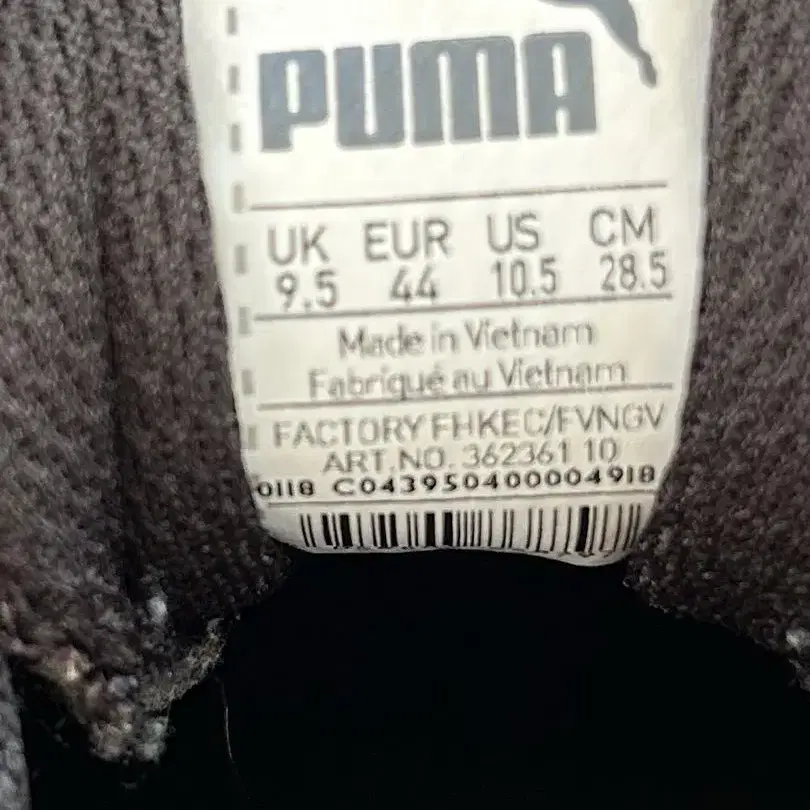 PUMA
UK EUR US CM
9.5 44 10.5 28.5
Made in Vietnam
Fabriqué au Vietnam
FACTORY FHKEC/FVNGV
ART.NO. 362361 10
0118 C043950400004918